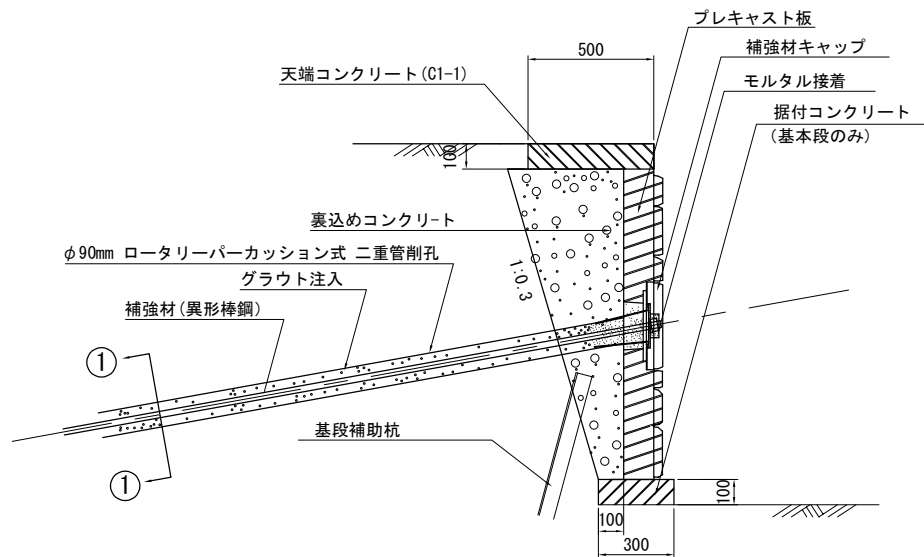 プレキャスト板
500
補強材キャップ
天端コンクリート(C1-1)
モルタル接着
据付コンクリート
(基本段のみ)
100
裏込めコンクリート
φ90mm ロータリーパーカッション式 二重管削孔
1:0.3
グラウト注入
補強材(異形棒鋼)
①
①
基段補助杭
100
100
300